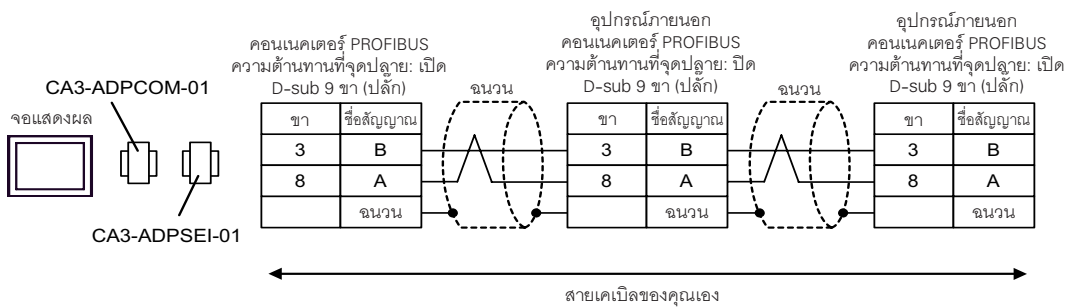 อุปกรณ์ภายนอก
อุปกรณ์ภายนอก
คอนเนคเตอร์ PROFIBUS
คอนเนคเตอร์ PROFIBUS
คอนเนคเตอร์ PROFIBUS
ความต้านทานที่จุดปลาย: เปิด
ความต้านทานที่จุดปลาย: ปิด
ความต้านทานที่จุดปลาย: เปิด
CA3-ADPCOM-01
D-sub 9 ขา (ปลั๊ก)
ฉนวน
D-sub 9 ขา (ปลั๊ก)
ฉนวน
D-sub 9 ขา (ปลั๊ก)
จอแสดงผล
ขา ชื่อสัญญาณ
ขา ชื่อสัญญาณ
ขา ชื่อสัญญาณ
3 B
3 B
3 B
8 A
8 A
8 A
ฉนวน
ฉนวน
ฉนวน
CA3-ADPSEI-01
สายเคเบิลของคุณเอง